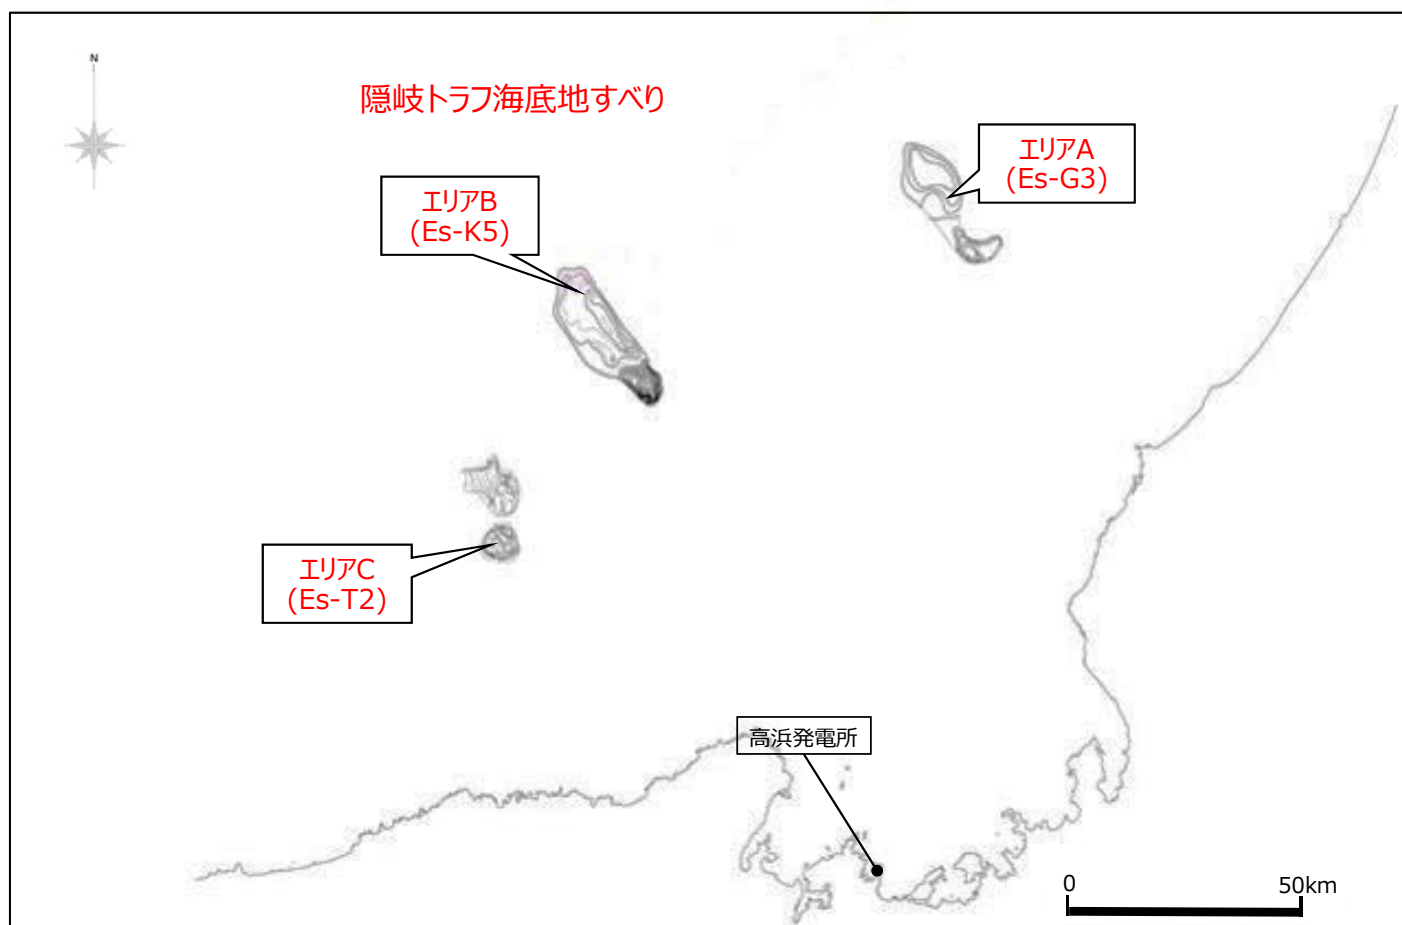 N
隠岐トラフ海底地すべり
エリアA
(Es-G3)
エリアB
(Es-K5)
エリアC
(Es-T2)
高浜発電所
0 50km